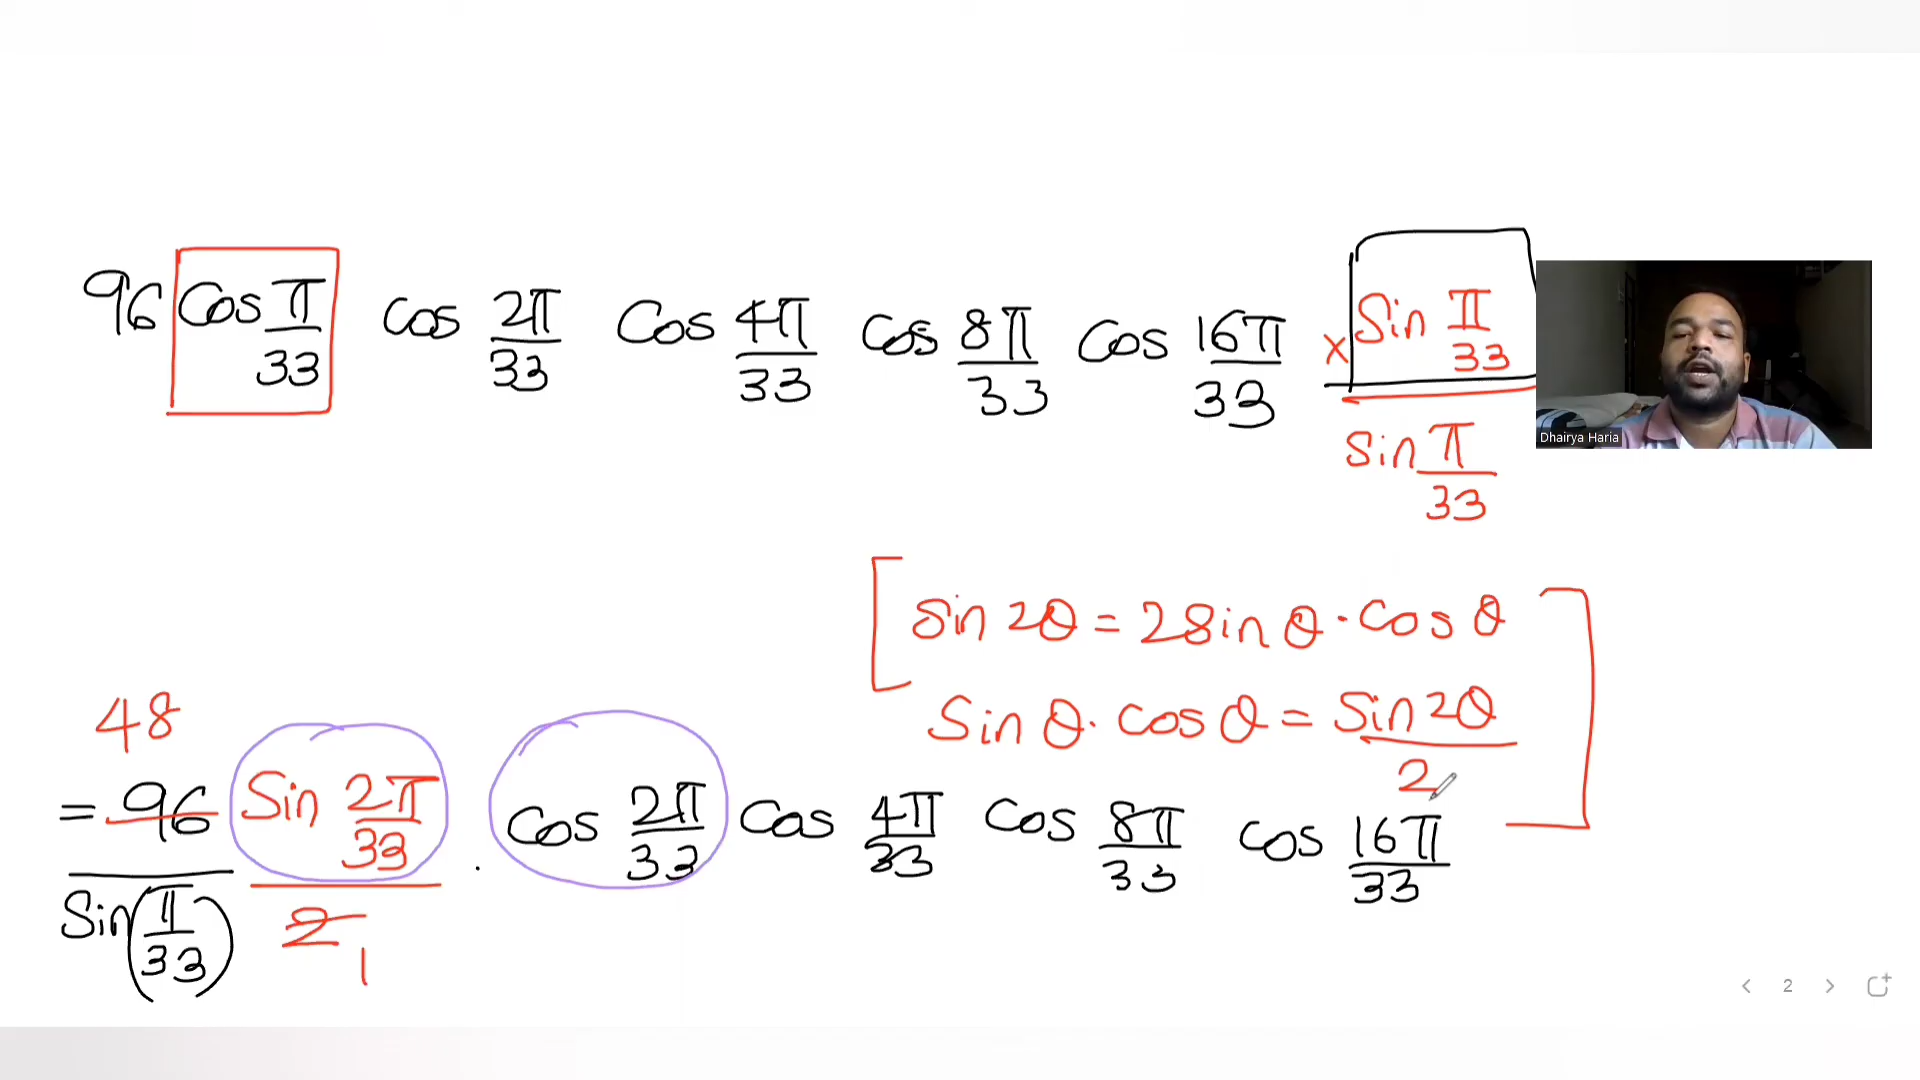 96 Cos π/33 cos 2π/33 Cos 4π/33 Cos 8π/33 Cos 16π/33 × Sin π/33 / Sin π/33
Dhairya Haria
Sin 2θ = 2 Sin θ · Cos θ
Sin θ · Cos θ = Sin 2θ / 2
48
= 96 / Sin (π/33) Sin 2π/33 / 2 1 . Cos 2π/33 Cos 4π/33 Cos 8π/33 Cos 16π/33
2